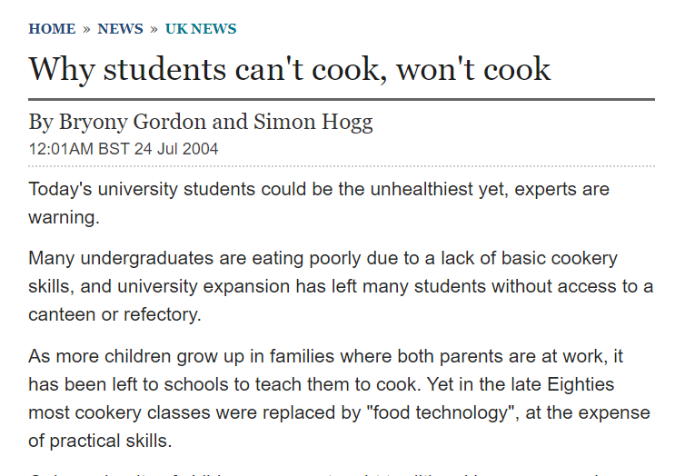 HOME » NEWS » UK NEWS
Why students can't cook, won't cook
By Bryony Gordon and Simon Hogg
12:01AM BST 24 Jul 2004
Today's university students could be the unhealthiest yet, experts are
warning.
Many undergraduates are eating poorly due to a lack of basic cookery
skills, and university expansion has left many students without access to a
canteen or refectory.
As more children grow up in families where both parents are at work, it
has been left to schools to teach them to cook. Yet in the late Eighties
most cookery classes were replaced by "food technology", at the expense
of practical skills.